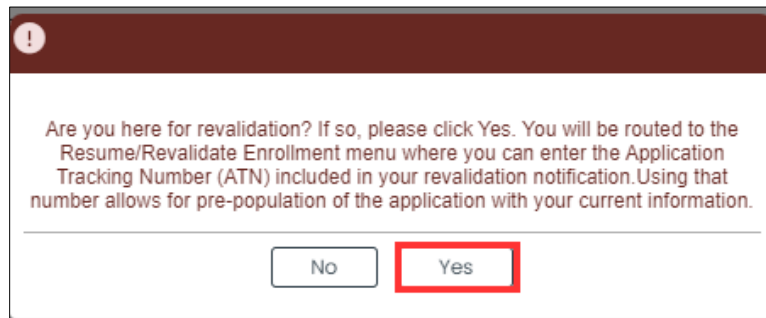 !
Are you here for revalidation? If so, please click Yes. You will be routed to the
Resume/Revalidate Enrollment menu where you can enter the Application
Tracking Number (ATN) included in your revalidation notification.Using that
number allows for pre-population of the application with your current information.
No Yes